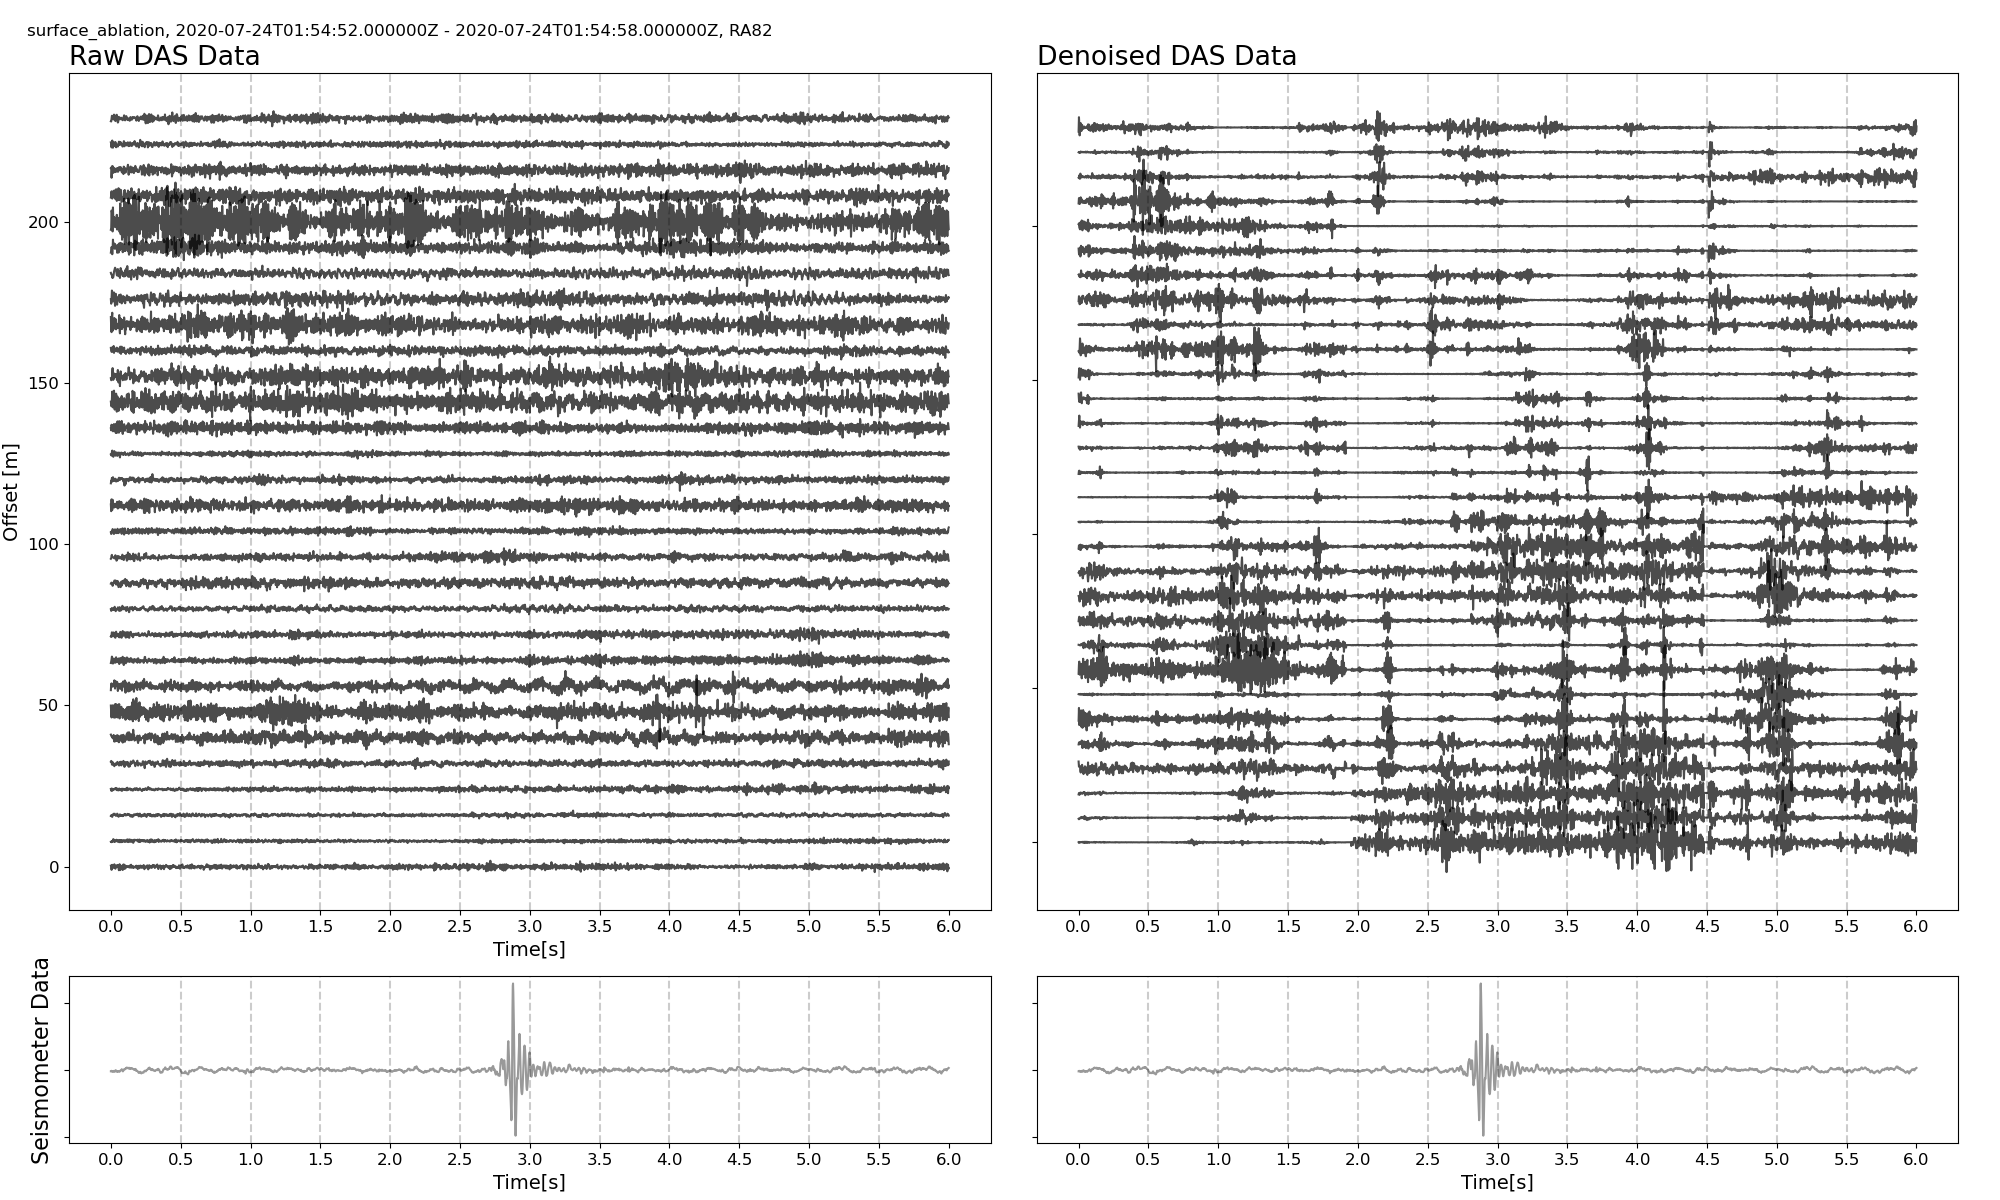 surface_ablation, 2020-07-24T01:54:52.000000Z - 2020-07-24T01:54:58.000000Z, RA82
Raw DAS Data
Denoised DAS Data
Offset [m]
200
150
100
50
0
0.0 0.5 1.0 1.5 2.0 2.5 3.0 3.5 4.0 4.5 5.0 5.5 6.0
Time[s]
0.0 0.5 1.0 1.5 2.0 2.5 3.0 3.5 4.0 4.5 5.0 5.5 6.0
Seismometer Data
0.0 0.5 1.0 1.5 2.0 2.5 3.0 3.5 4.0 4.5 5.0 5.5 6.0
Time[s]
0.0 0.5 1.0 1.5 2.0 2.5 3.0 3.5 4.0 4.5 5.0 5.5 6.0
Time[s]